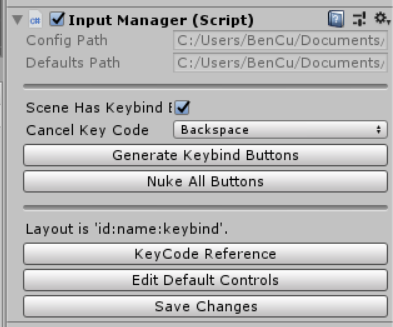 Input Manager (Script)
Config Path C:/Users/BenCu/Documents/
Defaults Path C:/Users/BenCu/Documents/
Scene Has Keybind
Cancel Key Code Backspace
Generate Keybind Buttons
Nuke All Buttons
Layout is 'id:name:keybind'.
KeyCode Reference
Edit Default Controls
Save Changes